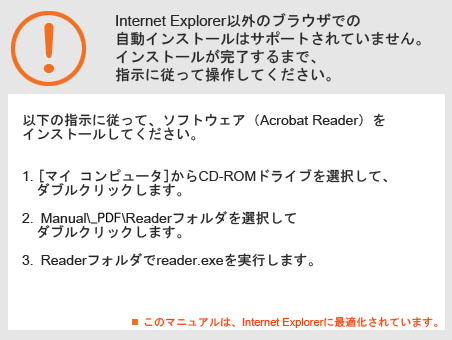 Internet Explorer以外のブラウザでの
自動インストールはサポートされていません。
インストールが完了するまで、
指示に従って操作してください。
以下の指示に従って、ソフトウェア（Acrobat Reader）を
インストールしてください。
1. [マイ コンピュータ]からCD-ROMドライブを選択して、
ダブルクリックします。
2. Manual\_PDF\Readerフォルダを選択して
ダブルクリックします。
3. Readerフォルダでreader.exeを実行します。
■ このマニュアルは、Internet Explorerに最適化されています。